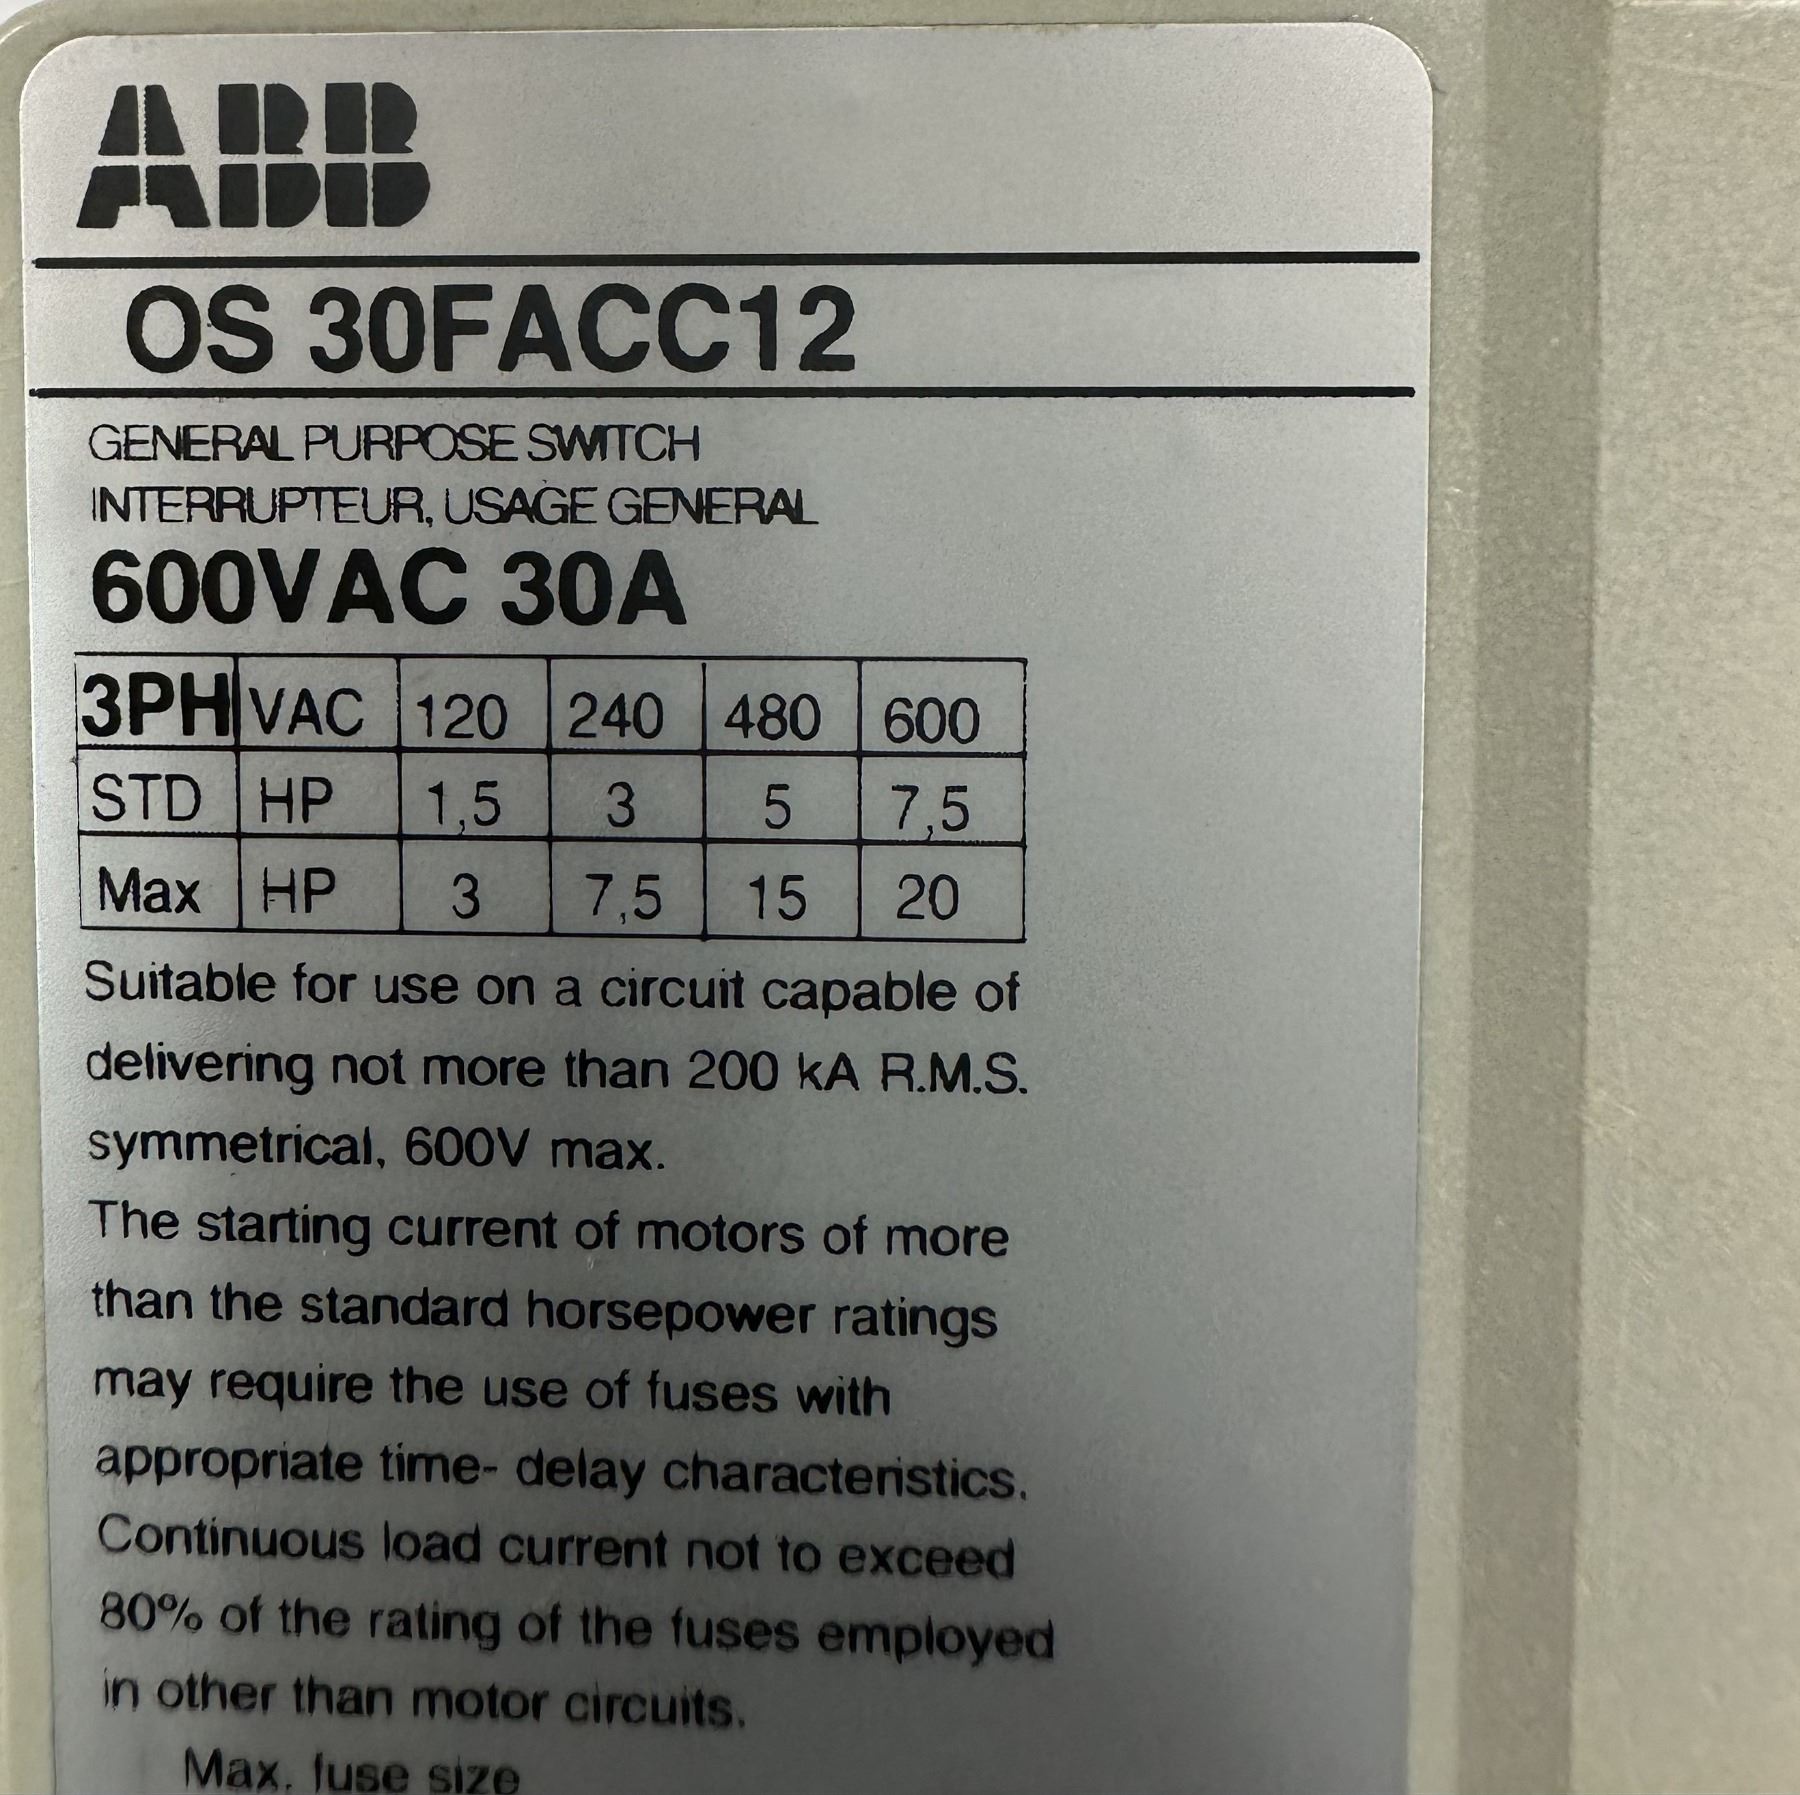 ABB
OS 30FACC12
GENERAL PURPOSE SWITCH
INTERRUPTEUR, USAGE GENERAL
600VAC 30A
3PH VAC 120 240 480 600
STD HP 1,5 3 5 7,5
Max HP 3 7,5 15 20
Suitable for use on a circuit capable of
delivering not more than 200 kA R.M.S.
symmetrical, 600V max.
The starting current of motors of more
than the standard horsepower ratings
may require the use of fuses with
appropriate time- delay characteristics.
Continuous load current not to exceed
80% of the rating of the fuses employed
in other than motor circuits.
Max. fuse size